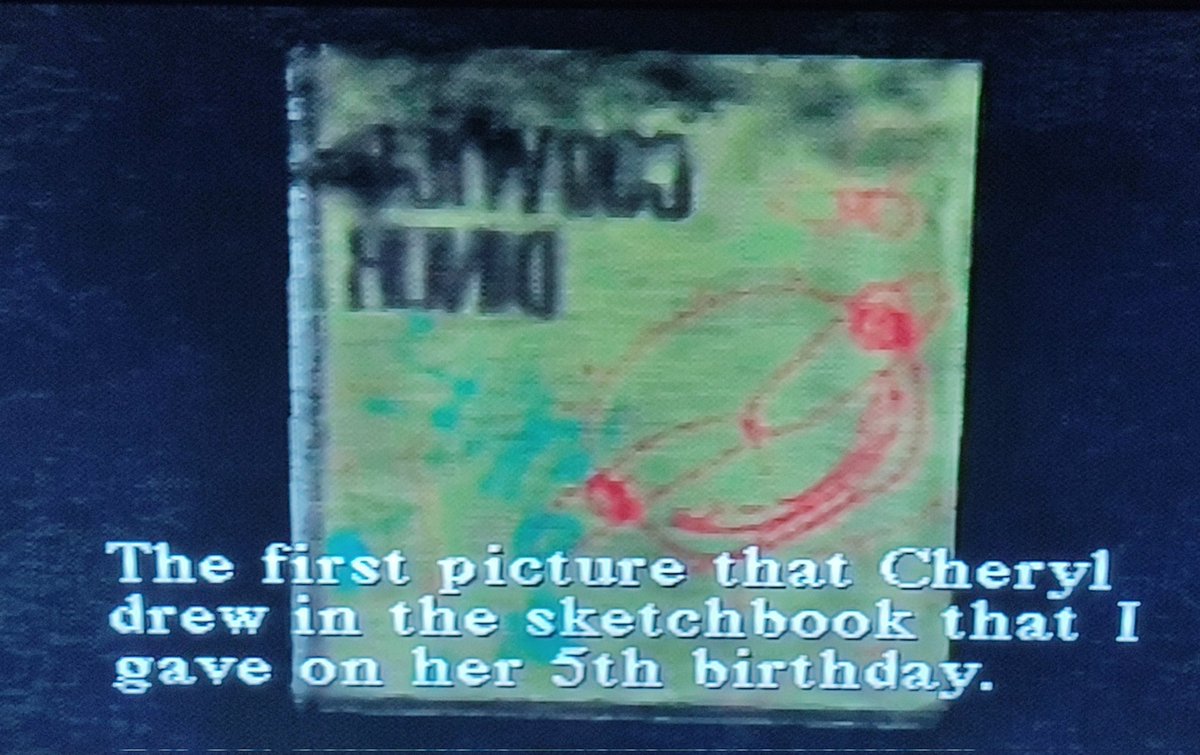 The first picture that Cheryl
drew in the sketchbook that I
gave on her 5th birthday.